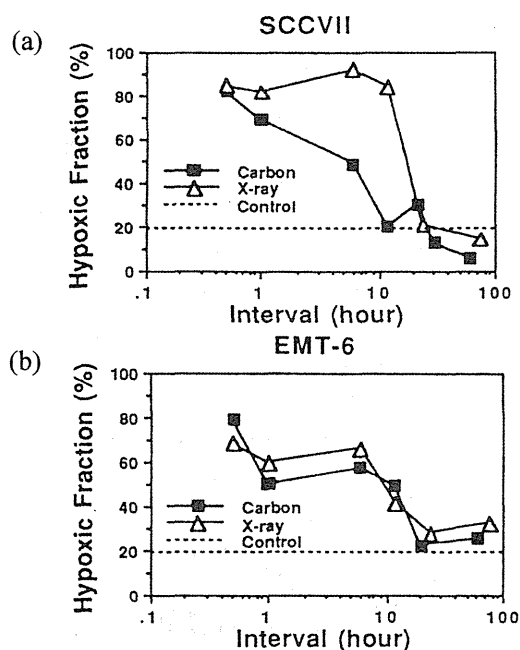 (a)
SCCVII
Hypoxic Fraction (%)
100
80
60
40
20
0
Carbon
X-ray
Control
.1
1
10
100
Interval (hour)
(b)
EMT-6
Hypoxic Fraction (%)
100
80
60
40
20
0
Carbon
X-ray
Control
.1
1
10
100
Interval (hour)